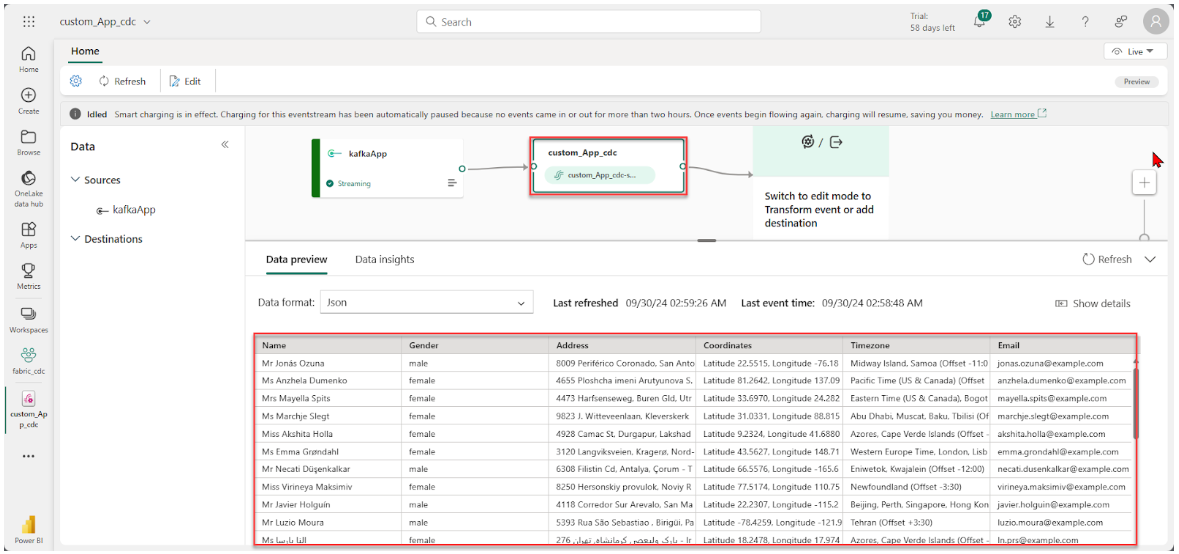 custom_App_cdc
Search
Trial:
58 days left
17
A
Home
Live
Refresh
Edit
Preview
Idled Smart charging is in effect. Charging for this eventstream has been automatically paused because no events came in or out for more than two hours. Once events begin flowing again, charging will resume, saving you money. Learn more
Home
Create
Browse
OneLake
data hub
Apps
Metrics
Workspaces
fabric_cdc
custom_Ap
p_cdc
Power BI
Data
Sources
kafkaApp
Destinations
kafkaApp
Streaming
custom_App_cdc
custom_App_cdc-s...
/
Switch to edit mode to
Transform event or add
destination
Data preview Data insights
Refresh
Data format: Json Last refreshed 09/30/24 02:59:26 AM Last event time: 09/30/24 02:58:48 AM Show details
Name Gender Address Coordinates Timezone Email
Mr Jonás Ozuna male 8009 Periférico Coronado, San Anto Latitude 22.5515, Longitude -76.18 Midway Island, Samoa (Offset -11:0 jonas.ozuna@example.com
Ms Anzhela Dumenko female 4655 Ploshcha imeni Arutyunova S, Latitude 81.2642, Longitude 137.09 Pacific Time (US & Canada) (Offset anzhela.dumenko@example.com
Mrs Mayella Spits female 4473 Harfsenseweg, Buren Gld, Utr Latitude 33.6970, Longitude 24.282 Eastern Time (US & Canada), Bogot mayella.spits@example.com
Ms Marchje Slegt female 9823 J. Witteveenlaan, Kleverskerk Latitude 31.0331, Longitude 88.815 Abu Dhabi, Muscat, Baku, Tbilisi (Of marchje.slegt@example.com
Miss Akshita Holla female 4928 Camac St, Durgapur, Lakshad Latitude 9.2324, Longitude 41.6880 Azores, Cape Verde Islands (Offset - akshita.holla@example.com
Ms Emma Grøndahl female 3120 Langviksveien, Kragerø, Nord- Latitude 43.5627, Longitude 148.71 Western Europe Time, London, Lisb emma.grondahl@example.com
Mr Necati Düşenkalkar male 6308 Filistin Cd, Antalya, Çorum - T Latitude 66.5576, Longitude -165.6 Eniwetok, Kwajalein (Offset -12:00) necati.dusenkalkar@example.com
Miss Virineya Maksimiv female 8250 Hersonskiy provulok, Noviy R Latitude 77.5174, Longitude 110.75 Newfoundland (Offset -3:30) virineya.maksimiv@example.com
Mr Javier Holguín male 4118 Corredor Sur Arevalo, San Ma Latitude 22.2307, Longitude -115.2 Beijing, Perth, Singapore, Hong Kon javier.holguin@example.com
Mr Luzio Moura male 5393 Rua São Sebastiao , Birigüi, Pa Latitude -78.4259, Longitude -121.9 Tehran (Offset +3:30) luzio.moura@example.com
Ms النا پارسا female 276 پارک ولیعصر, کرمانشاه, تهران - Ir Latitude 18.2478, Longitude 17.974 Azores, Cape Verde Islands (Offset - ln.prs@example.com